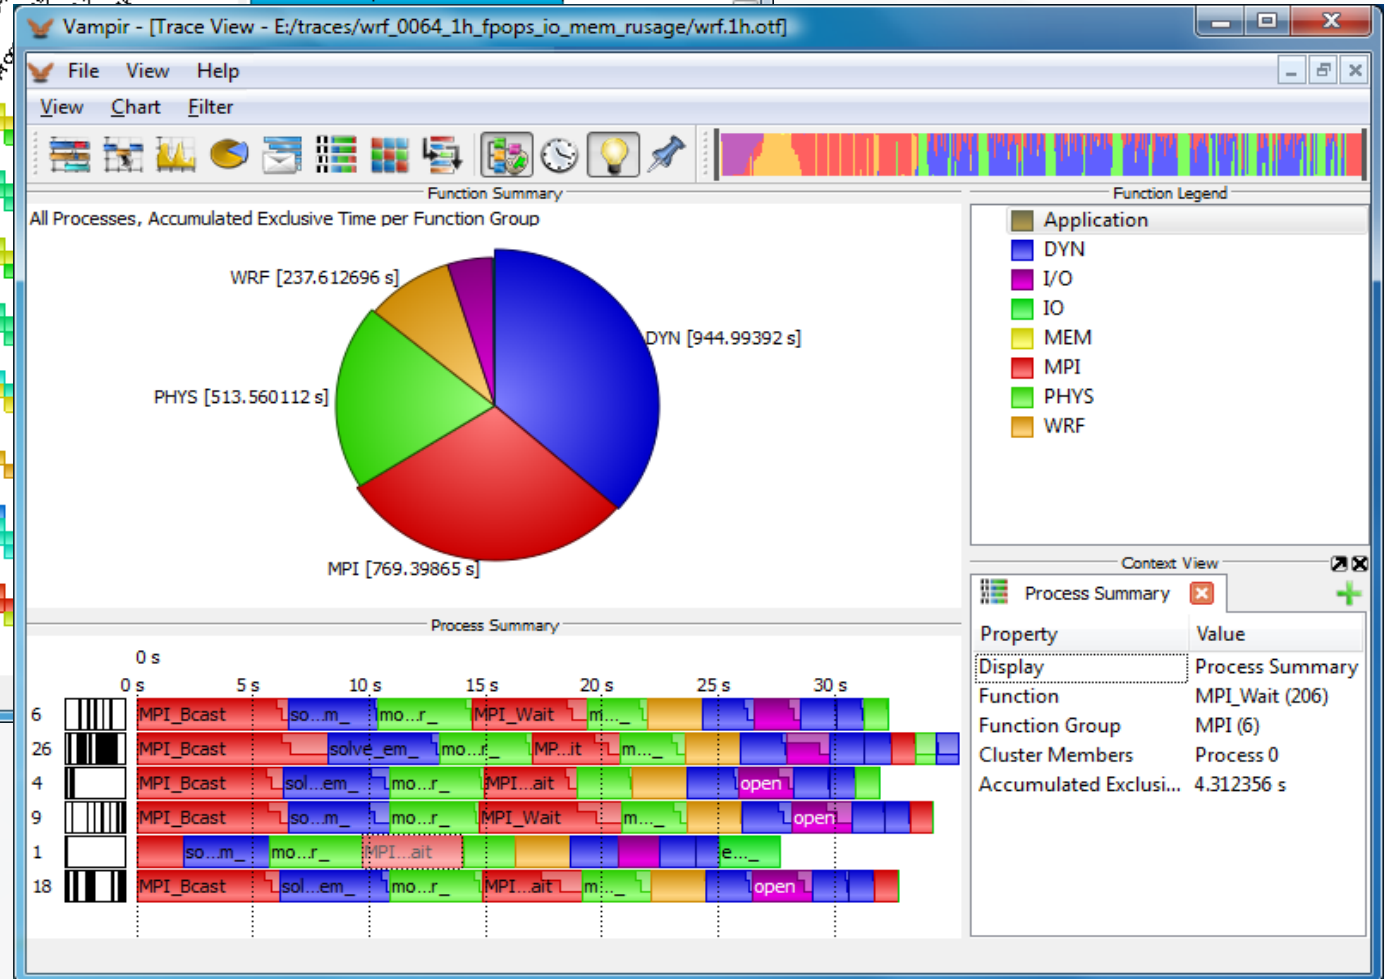 Vampir - [Trace View - E:/traces/wrf_0064_1h_fpops_io_mem_rusage/wrf.1h.otf]
File View Help
View Chart Filter
Function Summary
All Processes, Accumulated Exclusive Time per Function Group
WRF [237.612696 s]
DYN [944.99392 s]
PHYS [513.560112 s]
MPI [769.39865 s]
Function Legend
Application
DYN
I/O
IO
MEM
MPI
PHYS
WRF
Process Summary
0 s
0 s 5 s 10 s 15 s 20 s 25 s 30 s
6 MPI_Bcast so...m_ mo...r_ MPI_Wait m..._
26 MPI_Bcast solve_em_ mo...r_ MP...it m..._
4 MPI_Bcast sol...em_ mo...r_ MPI...ait open
9 MPI_Bcast so...m_ mo...r_ MPI_Wait m..._ open
1 so...m_ mo...r_ MPI...ait e..._
18 MPI_Bcast sol...em_ mo...r_ MPI...ait m..._ open
Context View
Process Summary
Property Value
Display Process Summary
Function MPI_Wait (206)
Function Group MPI (6)
Cluster Members Process 0
Accumulated Exclusi... 4.312356 s